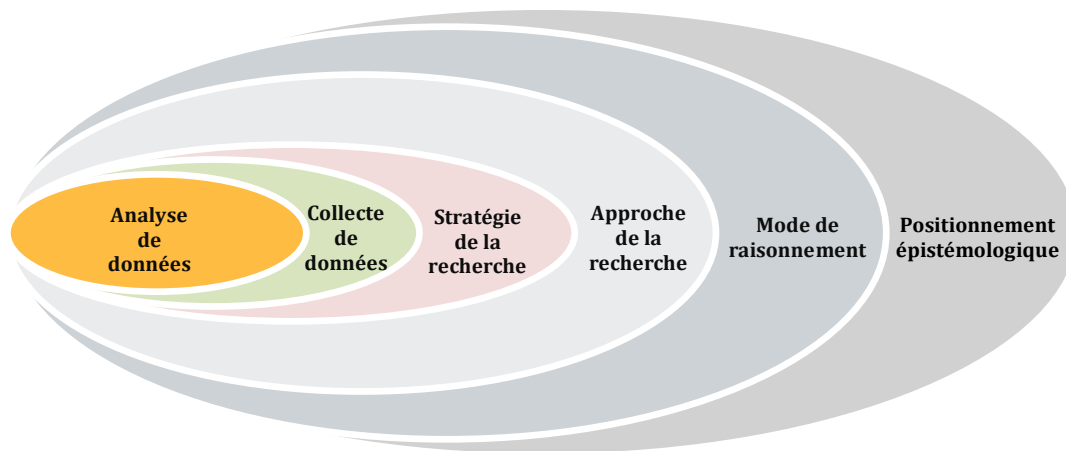 Analyse
de
données
Collecte
de
données
Stratégie
de la
recherche
Approche
de la
recherche
Mode de
raisonnement
Positionnement
épistémologique